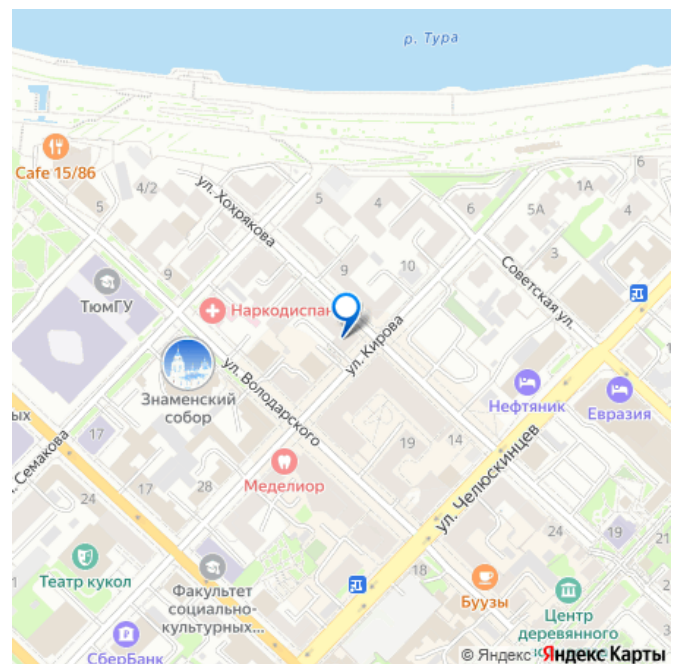 р. Тура
Cafe 15/86
4/2
5
ул. Хохрякова
5
4
6
5А
1А
6
4
9
9
10
3
Советская ул.
ТюмГУ
Наркодиспан
ул. Кирова
Знаменский
собор
ул. Володарского
Нефтяник
Евразия
ых
Семакова
17
19
14
Меделиор
ул. Челюскинцев
24
17
28
24
19
21
Театр кукол
Факультет
социально-
культурных...
18
Буузы
Центр
деревянного
СберБанк
© Яндекс Яндекс Карты